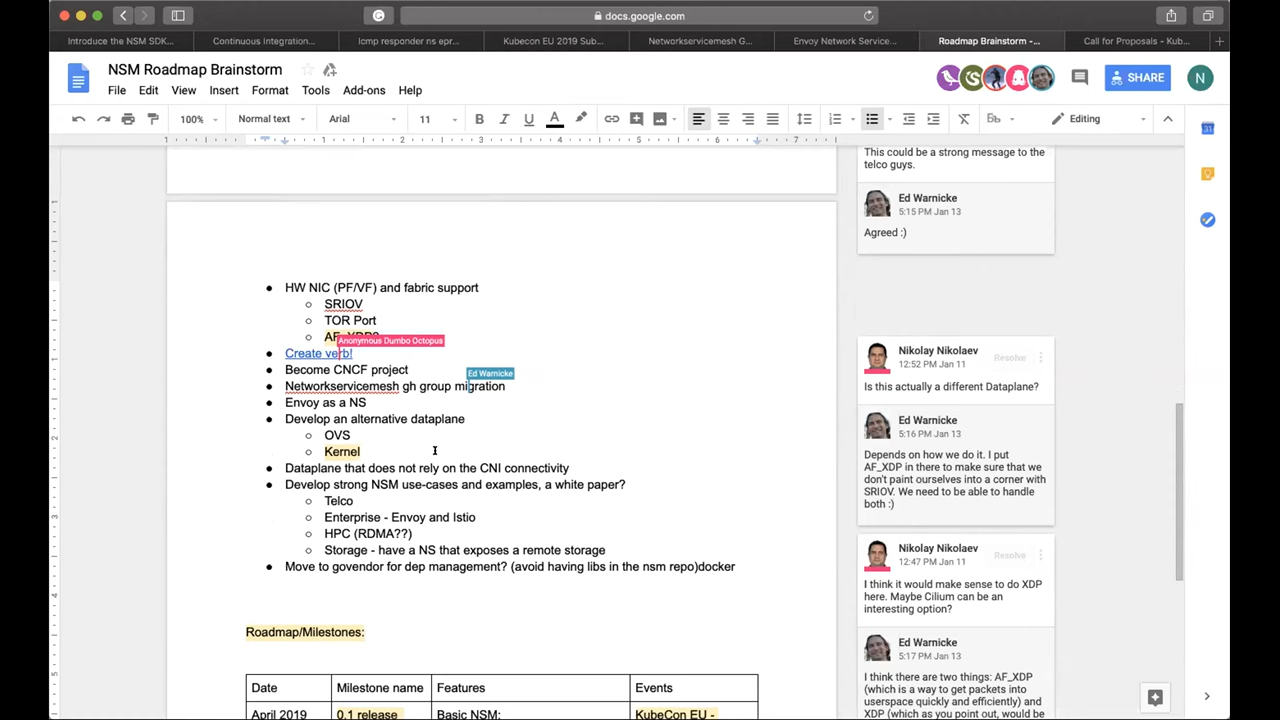 docs.google.com
Introduce the NSM SDK...
Continuous Integration...
Icmp responder ns epr...
Kubecon EU 2019 Sub...
Networkservicemesh G...
Envoy Network Service...
Roadmap Brainstorm -...
Call for Proposals - Kub...
NSM Roadmap Brainstorm
File Edit View Insert Format Tools Add-ons Help
SHARE
N
100% Normal text Arial 11 B I U A Editing
1 1 2 3 4 5 6 7
This could be a strong message to the
telco guys.
Ed Warnicke
5:15 PM Jan 13
Agreed :)
● HW NIC (PF/VF) and fabric support
○ SRIOV
○ TOR Port
○ AF_XDP?
Anonymous Dumbo Octopus
● Create verb!
● Become CNCF project
Ed Warnicke
● Networkservicemesh gh group migration
● Envoy as a NS
● Develop an alternative dataplane
○ OVS
○ Kernel
● Dataplane that does not rely on the CNI connectivity
● Develop strong NSM use-cases and examples, a white paper?
○ Telco
○ Enterprise - Envoy and Istio
○ HPC (RDMA??)
○ Storage - have a NS that exposes a remote storage
● Move to govendor for dep management? (avoid having libs in the nsm repo)docker
Roadmap/Milestones:
Date Milestone name Features Events
April 2019 0.1 release Basic NSM: KubeCon EU -
Nikolay Nikolaev Resolve
12:52 PM Jan 11
Is this actually a different Dataplane?
Ed Warnicke
5:16 PM Jan 13
Depends on how we do it. I put
AF_XDP in there to make sure that we
don't paint ourselves into a corner with
SRIOV. We need to be able to handle
both :)
Nikolay Nikolaev Resolve
12:47 PM Jan 11
I think it would make sense to do XDP
here. Maybe Cilium can be an
interesting option?
Ed Warnicke
5:17 PM Jan 13
I think there are two things: AF_XDP
(which is a way to get packets into
userspace quickly and efficiently) and
XDP (which as you point out, would be